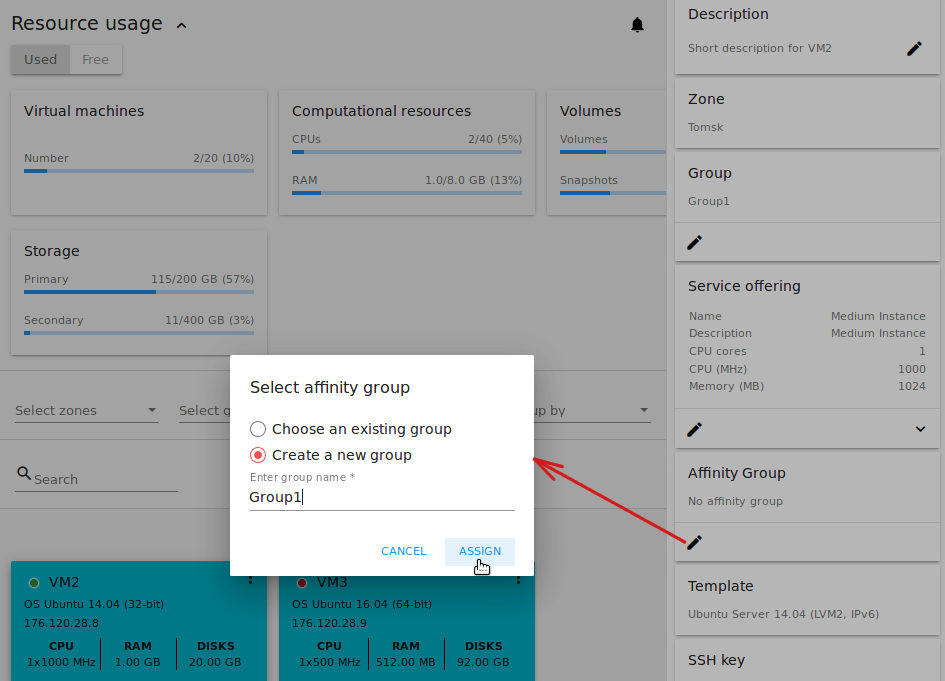 Resource usage
Used
Free
Virtual machines
Number 2/20 (10%)
Computational resources
CPUs 2/40 (5%)
RAM 1.0/8.0 GB (13%)
Volumes
Volumes
Snapshots
Storage
Primary 115/200 GB (57%)
Secondary 11/400 GB (3%)
Select zones
Select g
up by
Search
Select affinity group
Choose an existing group
Create a new group
Enter group name *
Group1
CANCEL
ASSIGN
VM2
OS Ubuntu 14.04 (32-bit)
176.120.28.8
CPU RAM DISKS
1x1000 MHz 1.00 GB 20.00 GB
VM3
OS Ubuntu 16.04 (64-bit)
176.120.28.9
CPU RAM DISKS
1x500 MHz 512.00 MB 92.00 GB
Description
Short description for VM2
Zone
Tomsk
Group
Group1
Service offering
Name Medium Instance
Description Medium Instance
CPU cores 1
CPU (MHz) 1000
Memory (MB) 1024
Affinity Group
No affinity group
Template
Ubuntu Server 14.04 (LVM2, IPv6)
SSH key